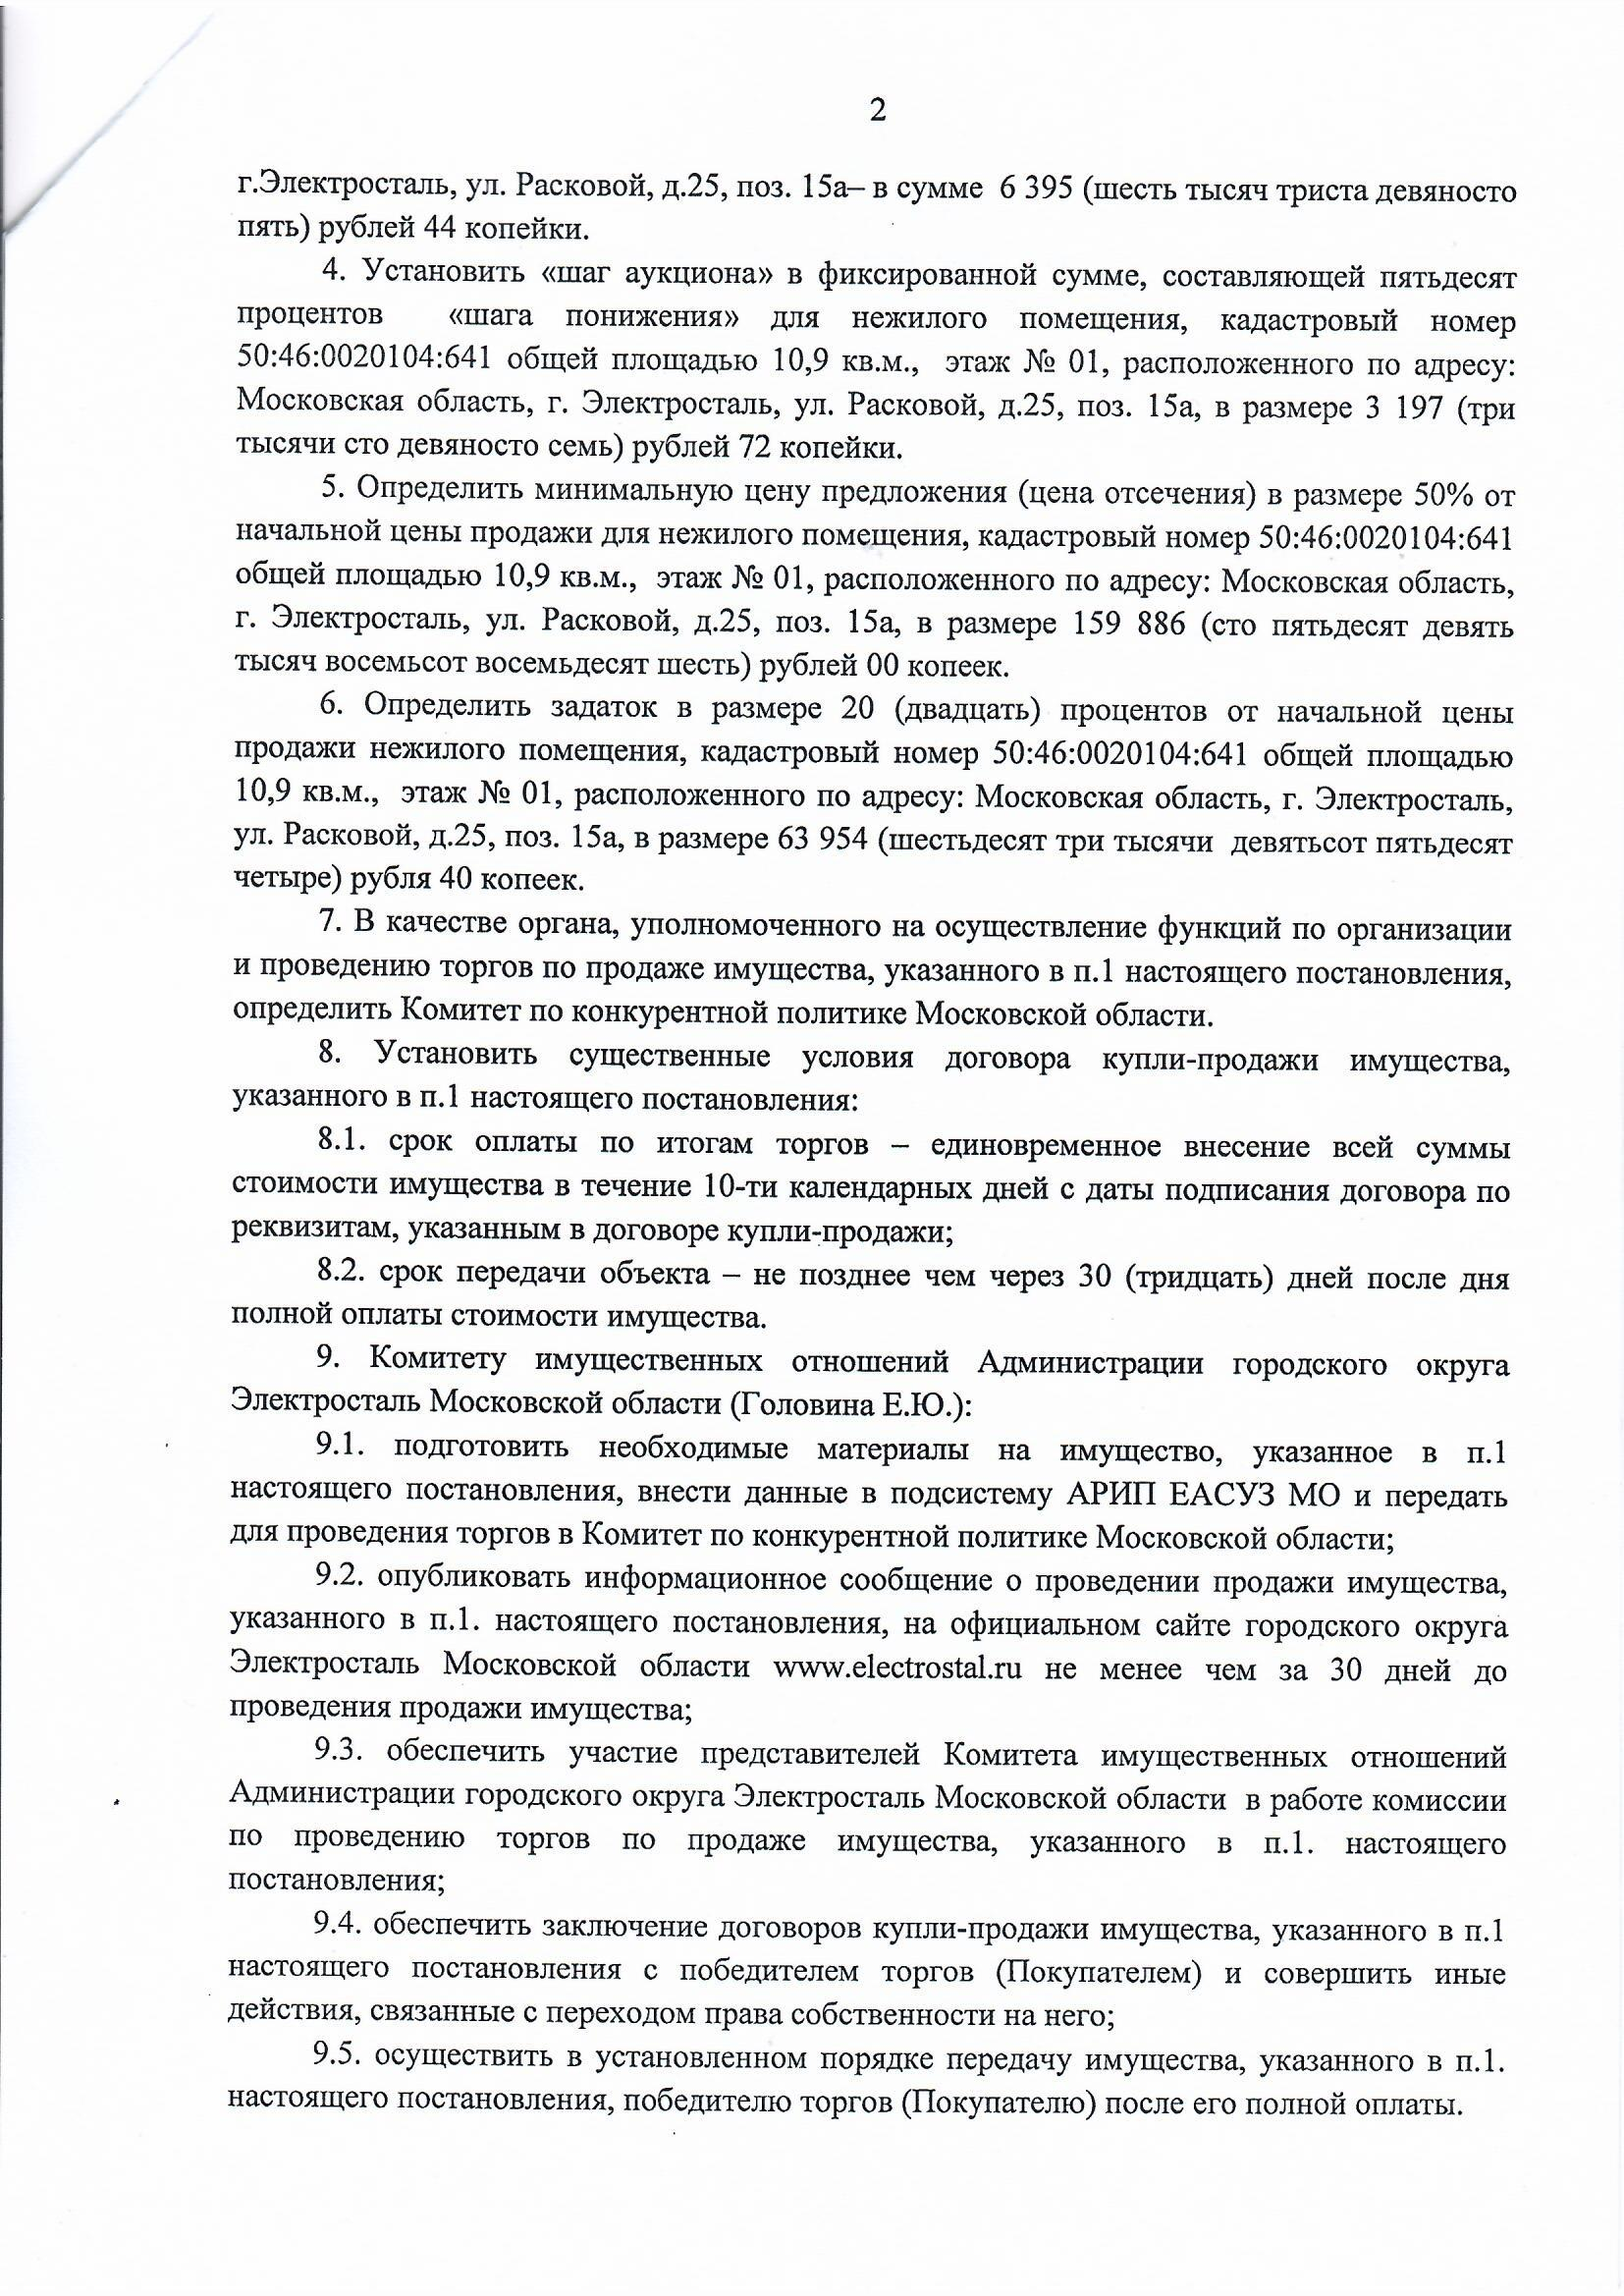 2
г.Электросталь, ул. Расковой, д.25, поз. 15а– в сумме 6 395 (шесть тысяч триста девяносто
пять) рублей 44 копейки.
4. Установить «шаг аукциона» в фиксированной сумме, составляющей пятьдесят
процентов «шага понижения» для нежилого помещения, кадастровый номер
50:46:0020104:641 общей площадью 10,9 кв.м., этаж № 01, расположенного по адресу:
Московская область, г. Электросталь, ул. Расковой, д.25, поз. 15а, в размере 3 197 (три
тысячи сто девяносто семь) рублей 72 копейки.
5. Определить минимальную цену предложения (цена отсечения) в размере 50% от
начальной цены продажи для нежилого помещения, кадастровый номер 50:46:0020104:641
общей площадью 10,9 кв.м., этаж № 01, расположенного по адресу: Московская область,
г. Электросталь, ул. Расковой, д.25, поз. 15а, в размере 159 886 (сто пятьдесят девять
тысяч восемьсот восемьдесят шесть) рублей 00 копеек.
6. Определить задаток в размере 20 (двадцать) процентов от начальной цены
продажи нежилого помещения, кадастровый номер 50:46:0020104:641 общей площадью
10,9 кв.м., этаж № 01, расположенного по адресу: Московская область, г. Электросталь,
ул. Расковой, д.25, поз. 15а, в размере 63 954 (шестьдесят три тысячи девятьсот пятьдесят
четыре) рубля 40 копеек.
7. В качестве органа, уполномоченного на осуществление функций по организации
и проведению торгов по продаже имущества, указанного в п.1 настоящего постановления,
определить Комитет по конкурентной политике Московской области.
8. Установить существенные условия договора купли-продажи имущества,
указанного в п.1 настоящего постановления:
8.1. срок оплаты по итогам торгов – единовременное внесение всей суммы
стоимости имущества в течение 10-ти календарных дней с даты подписания договора по
реквизитам, указанным в договоре купли-продажи;
8.2. срок передачи объекта – не позднее чем через 30 (тридцать) дней после дня
полной оплаты стоимости имущества.
9. Комитету имущественных отношений Администрации городского округа
Электросталь Московской области (Головина Е.Ю.):
9.1. подготовить необходимые материалы на имущество, указанное в п.1
настоящего постановления, внести данные в подсистему АРИП ЕАСУЗ МО и передать
для проведения торгов в Комитет по конкурентной политике Московской области;
9.2. опубликовать информационное сообщение о проведении продажи имущества,
указанного в п.1. настоящего постановления, на официальном сайте городского округа
Электросталь Московской области www.electrostal.ru не менее чем за 30 дней до
проведения продажи имущества;
9.3. обеспечить участие представителей Комитета имущественных отношений
Администрации городского округа Электросталь Московской области в работе комиссии
по проведению торгов по продаже имущества, указанного в п.1. настоящего
постановления;
9.4. обеспечить заключение договоров купли-продажи имущества, указанного в п.1
настоящего постановления с победителем торгов (Покупателем) и совершить иные
действия, связанные с переходом права собственности на него;
9.5. осуществить в установленном порядке передачу имущества, указанного в п.1.
настоящего постановления, победителю торгов (Покупателю) после его полной оплаты.